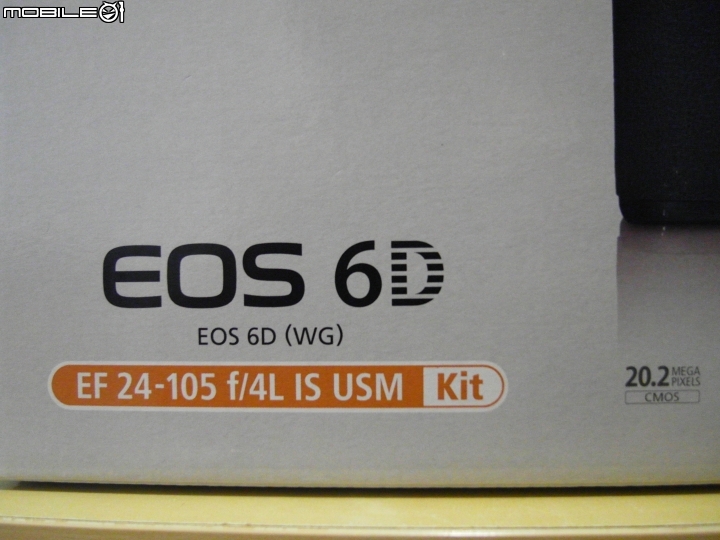 MOBILE01
EOS 6D
EOS 6D (WG)
EF 24-105 f/4L IS USM Kit
20.2 MEGA PIXELS
CMOS